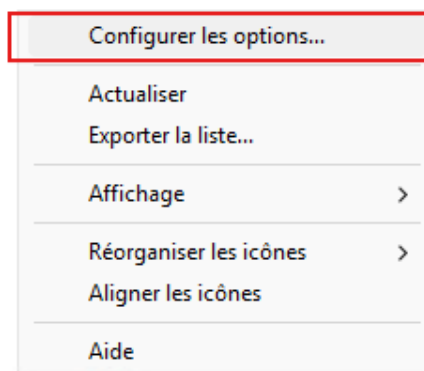 Configurer les options...
Actualiser
Exporter la liste...
Affichage
Réorganiser les icônes
Aligner les icônes
Aide